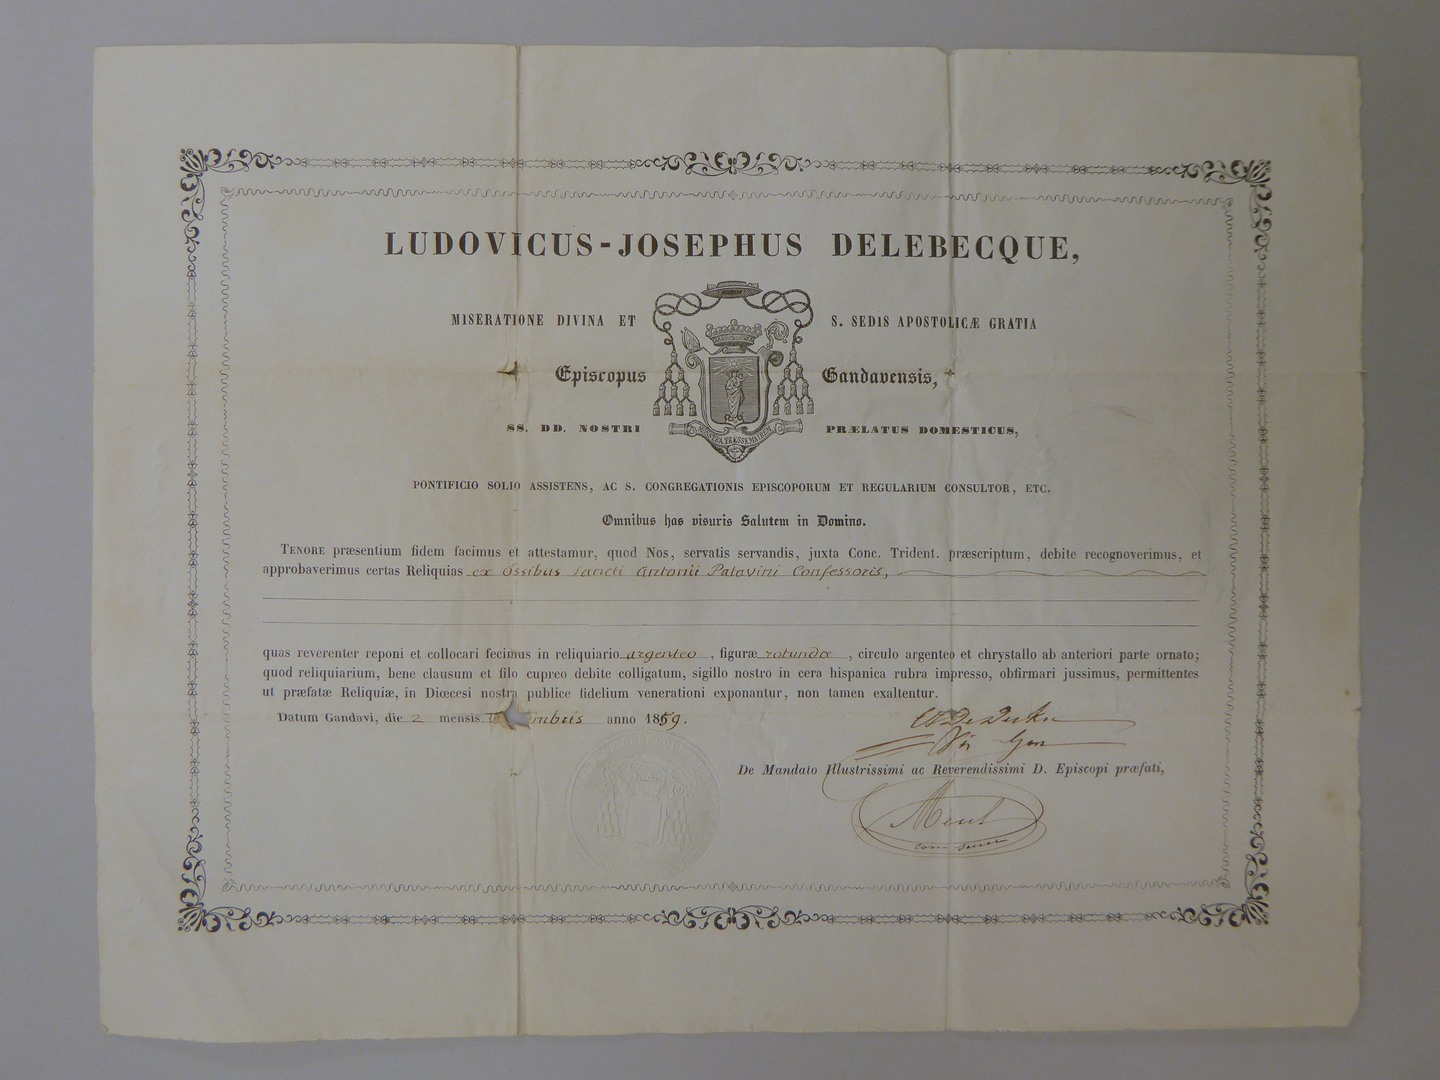 LUDOVICUS-JOSEPHUS DELEBECQUE,
MISERATIONE DIVINA ET S. SEDIS APOSTOLICÆ GRATIA
Episcopus Gandavensis,
SS. DD. NOSTRI PRÆLATUS DOMESTICUS,
MONSTRA TE ESSE MATREM
PONTIFICIO SOLIO ASSISTENS, AC S. CONGREGATIONIS EPISCOPORUM ET REGULARIUM CONSULTOR, ETC.
Omnibus has visuris Salutem in Domino.
TENORE præsentium fidem facimus et attestamur, quod Nos, servatis servandis, juxta Conc. Trident. præscriptum, debite recognoverimus, et
approbaverimus certas Reliquias ex Ossibus Sancti Antonii Patavini Confessoris,
quas reverenter reponi et collocari fecimus in reliquiario argenteo, figuræ rotundæ, circulo argenteo et chrystallo ab anteriori parte ornato;
quod reliquiarium, bene clausum et filo cupreo debite colligatum, sigillo nostro in cera hispanica rubra impresso, obfirmari jussimus, permittentes
ut præfatæ Reliquiæ, in Diœcesi nostra publice fidelium venerationi exponantur, non tamen exaltentur.
Datum Gandavi, die 2 mensis anno 1859.
Vic Gen
De Mandato Illustrissimi ac Reverendissimi D. Episcopi præfati,